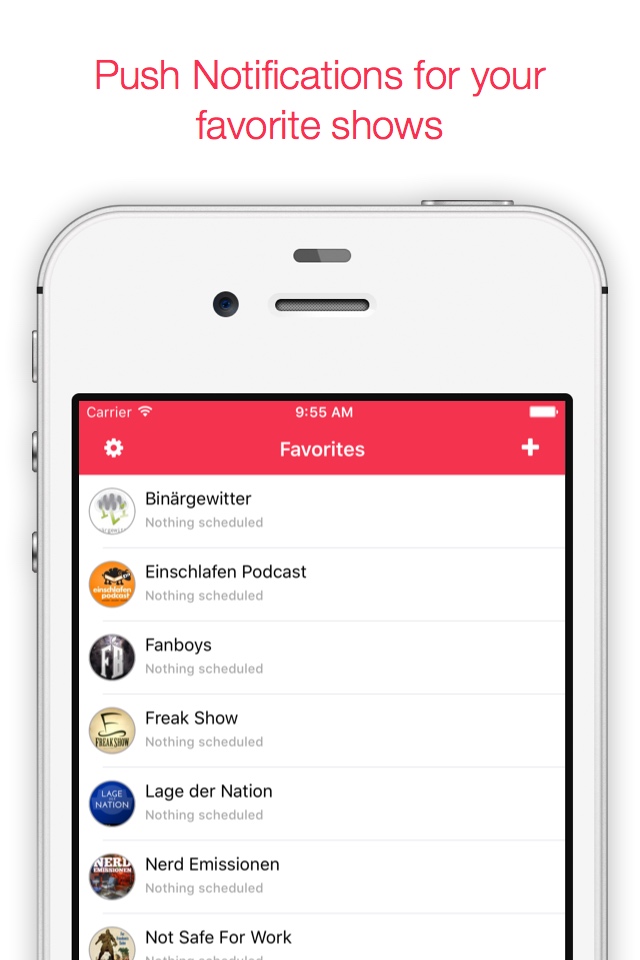 Push Notifications for your
favorite shows
Carrier 9:55 AM
Favorites
Binärgewitter
Nothing scheduled
Einschlafen Podcast
einschlafen
podcast
Nothing scheduled
Fanboys
FB
Nothing scheduled
Freak Show
FREAK SHOW
Nothing scheduled
Lage der Nation
LAGE
NATION
Nothing scheduled
Nerd Emissionen
NERD
EMISSIONEN
Nothing scheduled
Not Safe For Work
Nothing scheduled